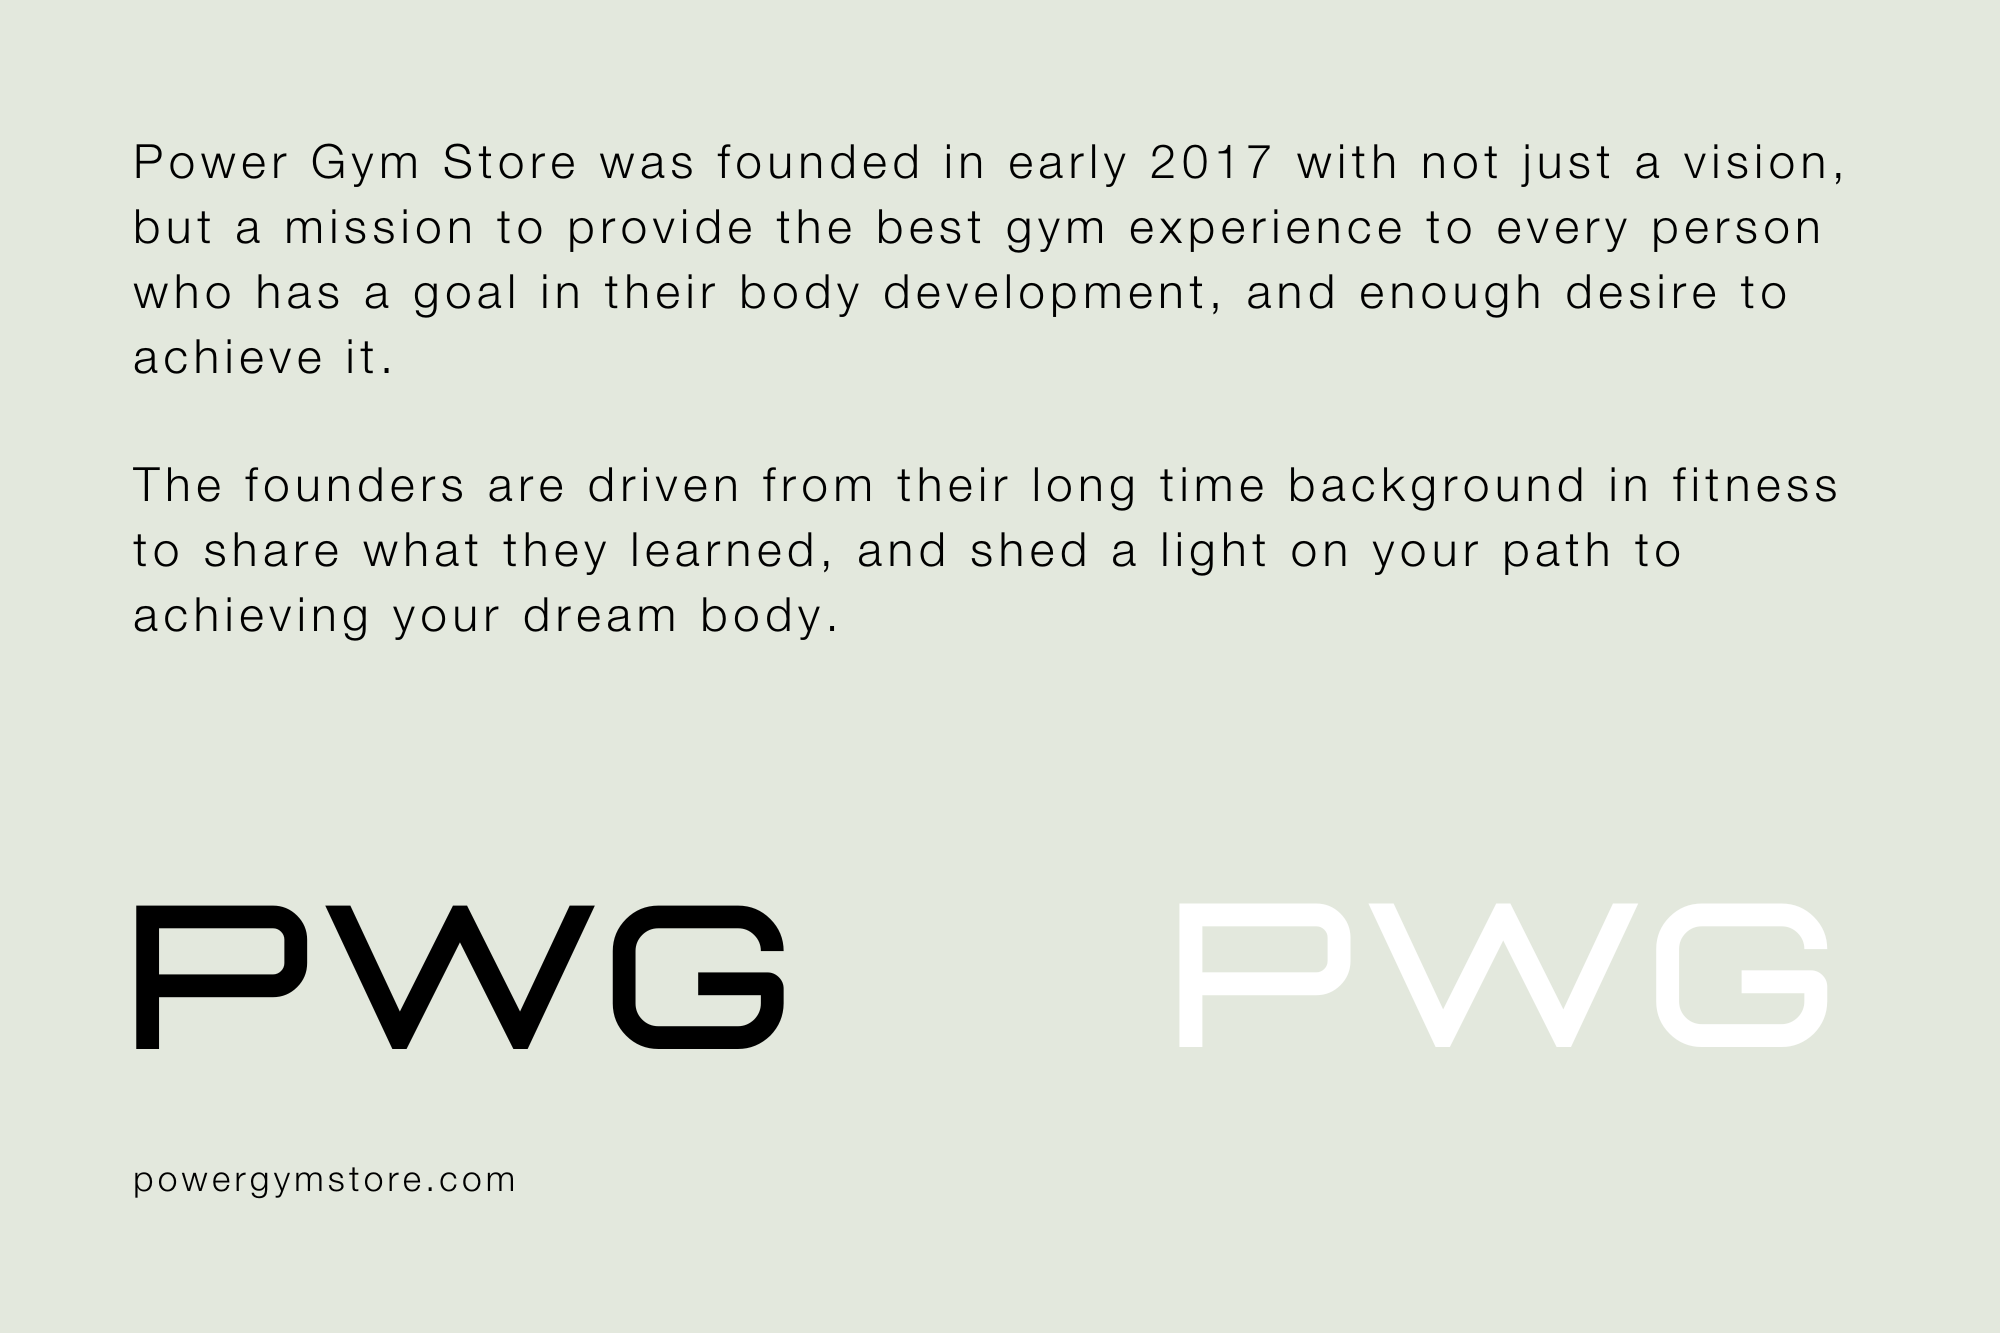 Power Gym Store was founded in early 2017 with not just a vision,
but a mission to provide the best gym experience to every person
who has a goal in their body development, and enough desire to
achieve it.
The founders are driven from their long time background in fitness
to share what they learned, and shed a light on your path to
achieving your dream body.
PWG
PWG
powergymstore.com